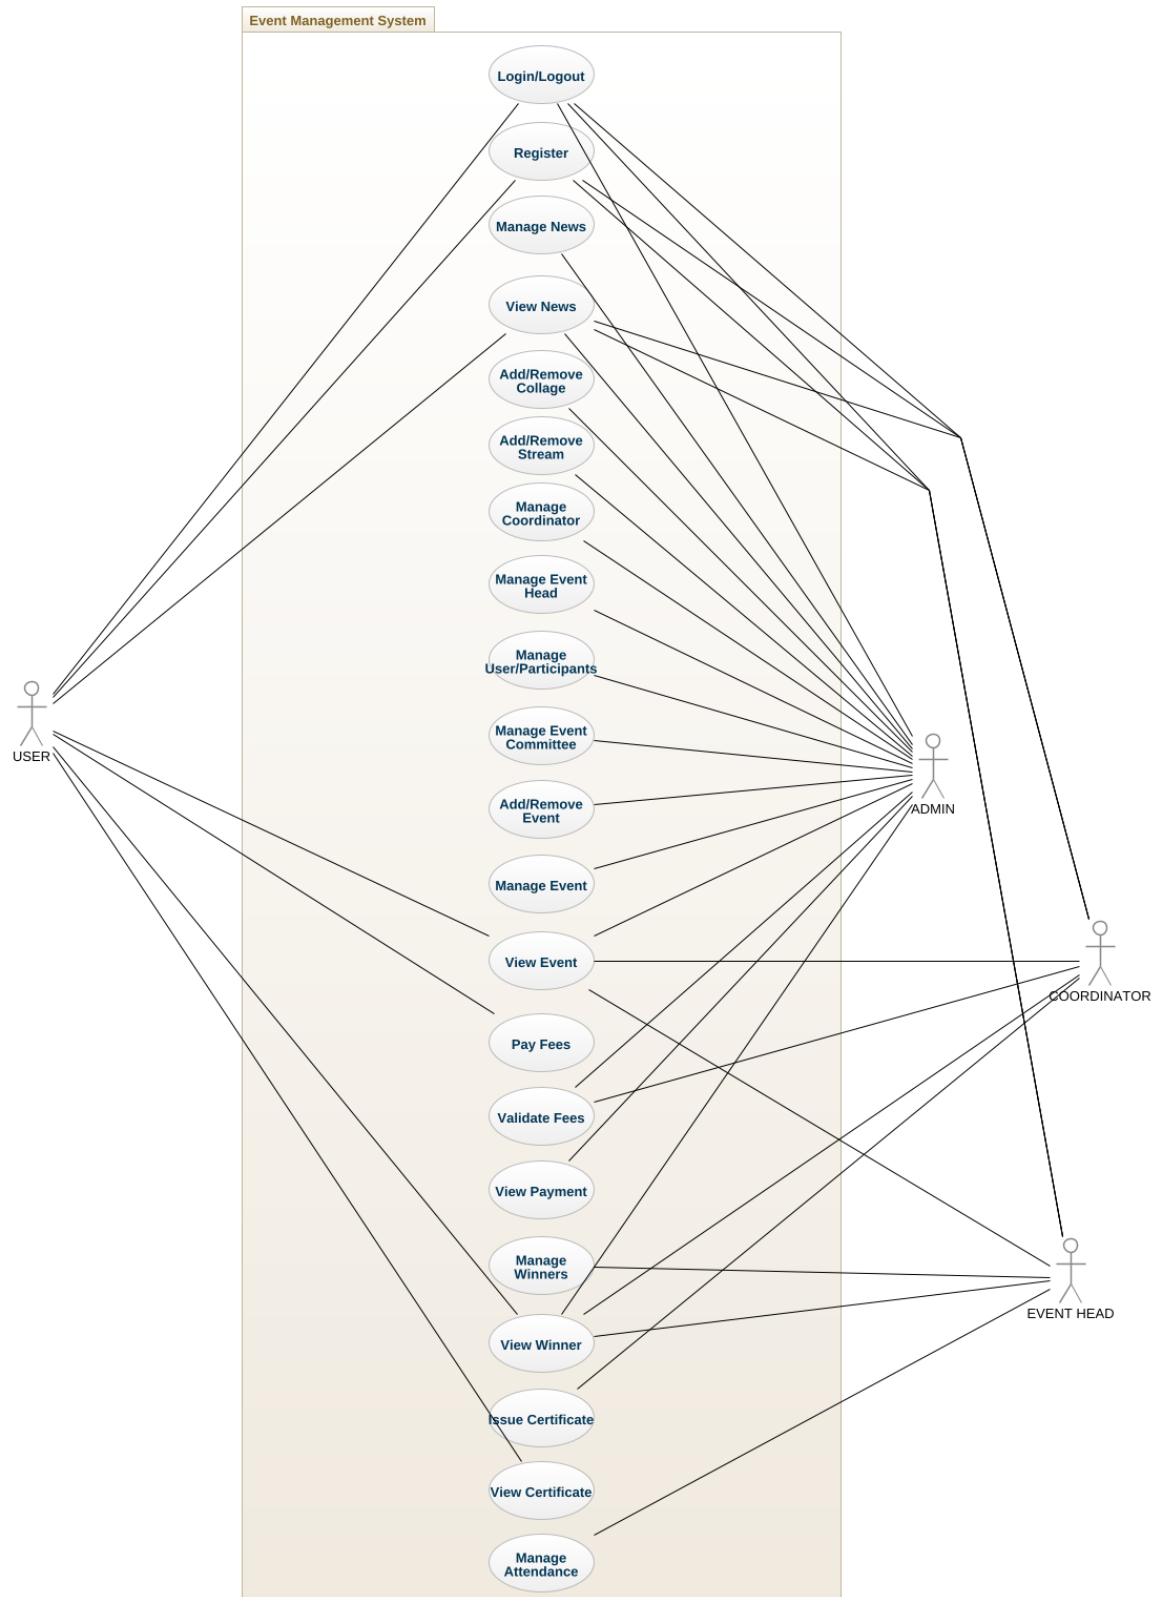 Event Management System
Login/Logout
Register
Manage News
View News
Add/Remove
Collage
Add/Remove
Stream
Manage
Coordinator
Manage Event
Head
Manage
User/Participants
USER
Manage Event
Committee
ADMIN
Add/Remove
Event
Manage Event
View Event
COORDINATOR
Pay Fees
Validate Fees
View Payment
Manage
Winners
EVENT HEAD
View Winner
Issue Certificate
View Certificate
Manage
Attendance